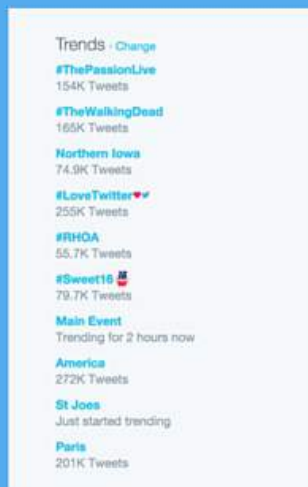 Trends · Change
#ThePassionLive
154K Tweets
#TheWalkingDead
165K Tweets
Northern Iowa
74.9K Tweets
#LoveTwitter
255K Tweets
#RHOA
55.7K Tweets
#Sweet16
79.7K Tweets
Main Event
Trending for 2 hours now
America
272K Tweets
St Joes
Just started trending
Paris
201K Tweets